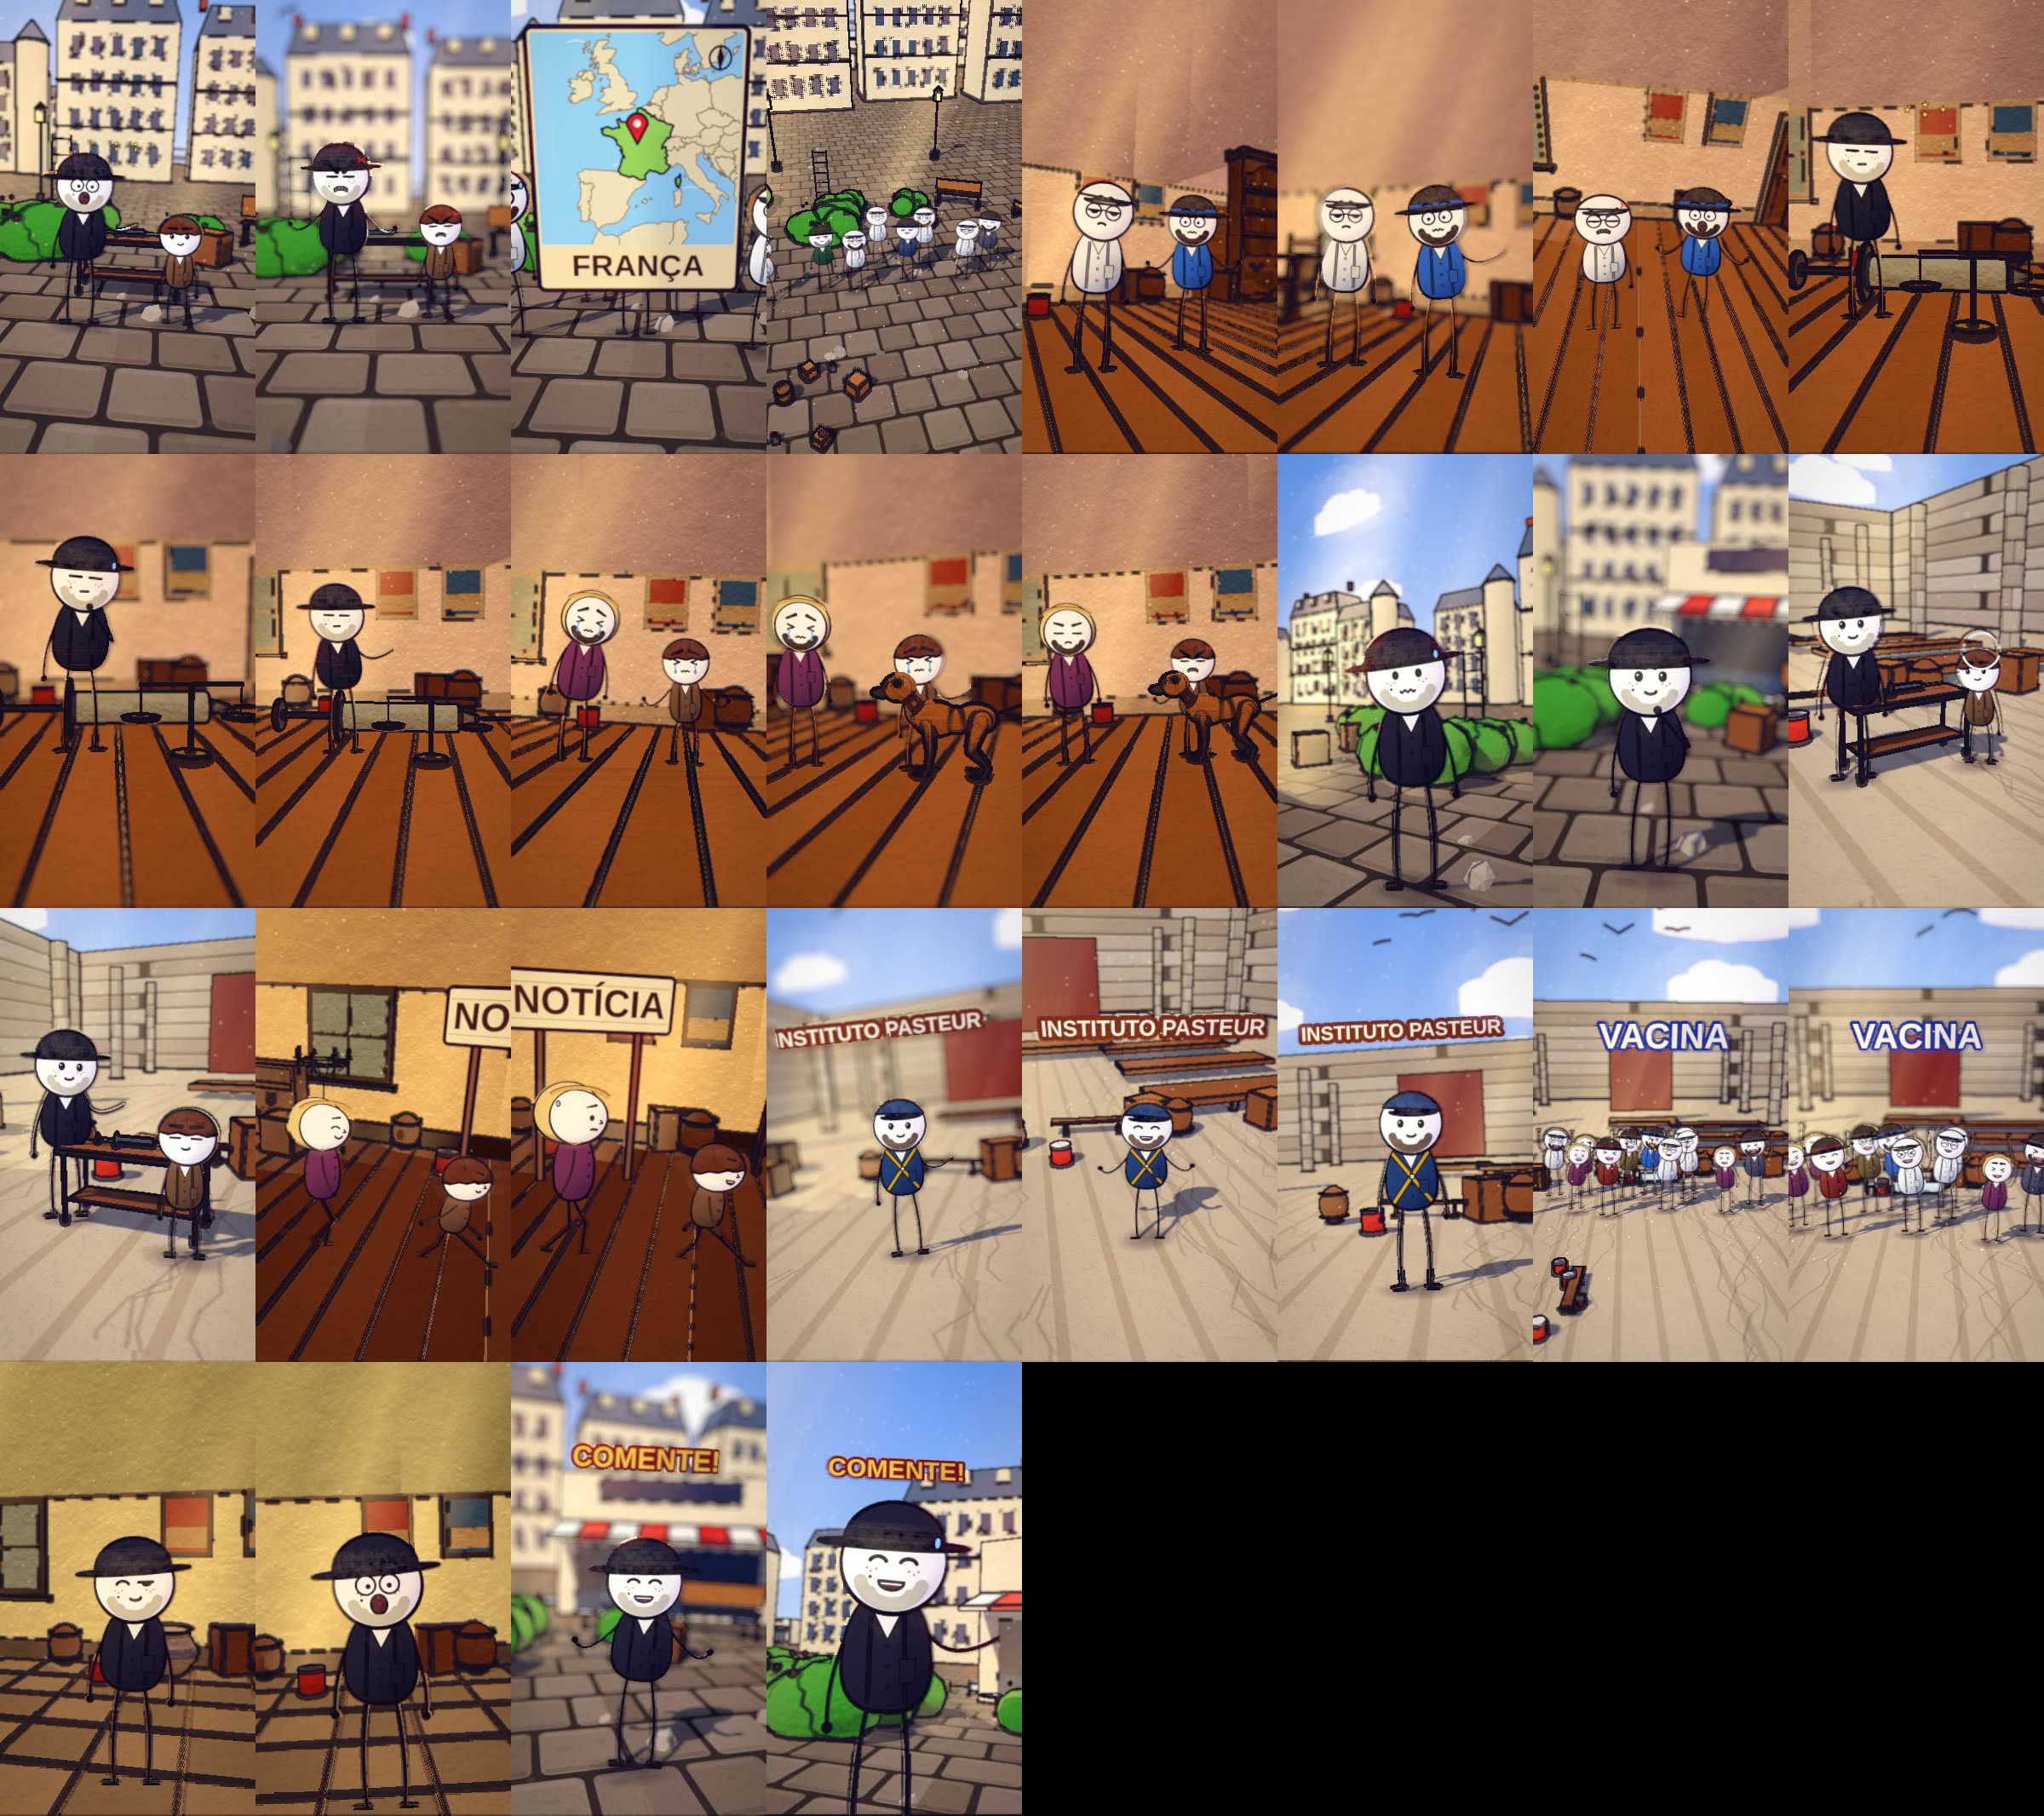 FRANÇA
NO
NOTÍCIA
INSTITUTO PASTEUR
INSTITUTO PASTEUR
INSTITUTO PASTEUR
VACINA
VACINA
COMENTE!
COMENTE!